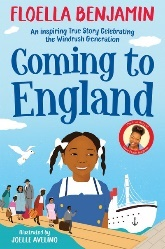 FLOELLA BENJAMIN
An Inspiring True Story Celebrating
the Windrush Generation
Coming to
England
Illustrated by
JOELLE AVELINO